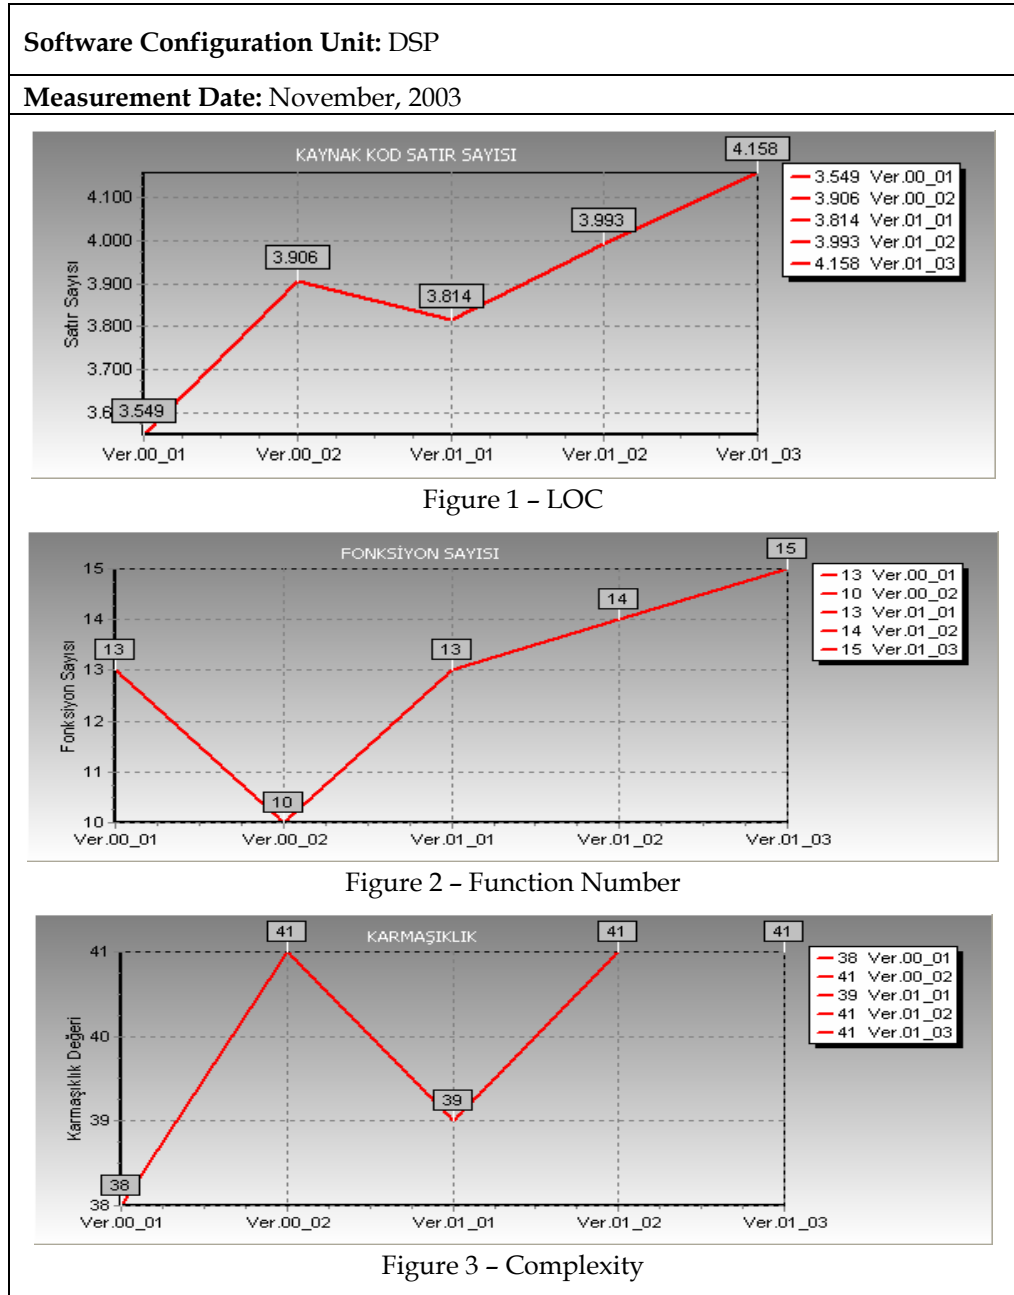 Software Configuration Unit: DSP
Measurement Date: November, 2003
KAYNAK KOD SATIR SAYISI
4.158
3.993
3.906
3.814
3.549
4.100
4.000
3.900
3.800
3.700
3.6
Satır Sayısı
Ver.00_01 Ver.00_02 Ver.01_01 Ver.01_02 Ver.01_03
3.549 Ver.00_01
3.906 Ver.00_02
3.814 Ver.01_01
3.993 Ver.01_02
4.158 Ver.01_03
Figure 1 – LOC
FONKSİYON SAYISI
15
14
13
13
10
15
14
13
12
11
10
Fonksiyon Sayısı
Ver.00_01 Ver.00_02 Ver.01_01 Ver.01_02 Ver.01_03
13 Ver.00_01
10 Ver.00_02
13 Ver.01_01
14 Ver.01_02
15 Ver.01_03
Figure 2 – Function Number
KARMAŞIKLIK
41
41
41
39
38
41
40
39
38
Karmaşıklık Değeri
Ver.00_01 Ver.00_02 Ver.01_01 Ver.01_02 Ver.01_03
38 Ver.00_01
41 Ver.00_02
39 Ver.01_01
41 Ver.01_02
41 Ver.01_03
Figure 3 – Complexity